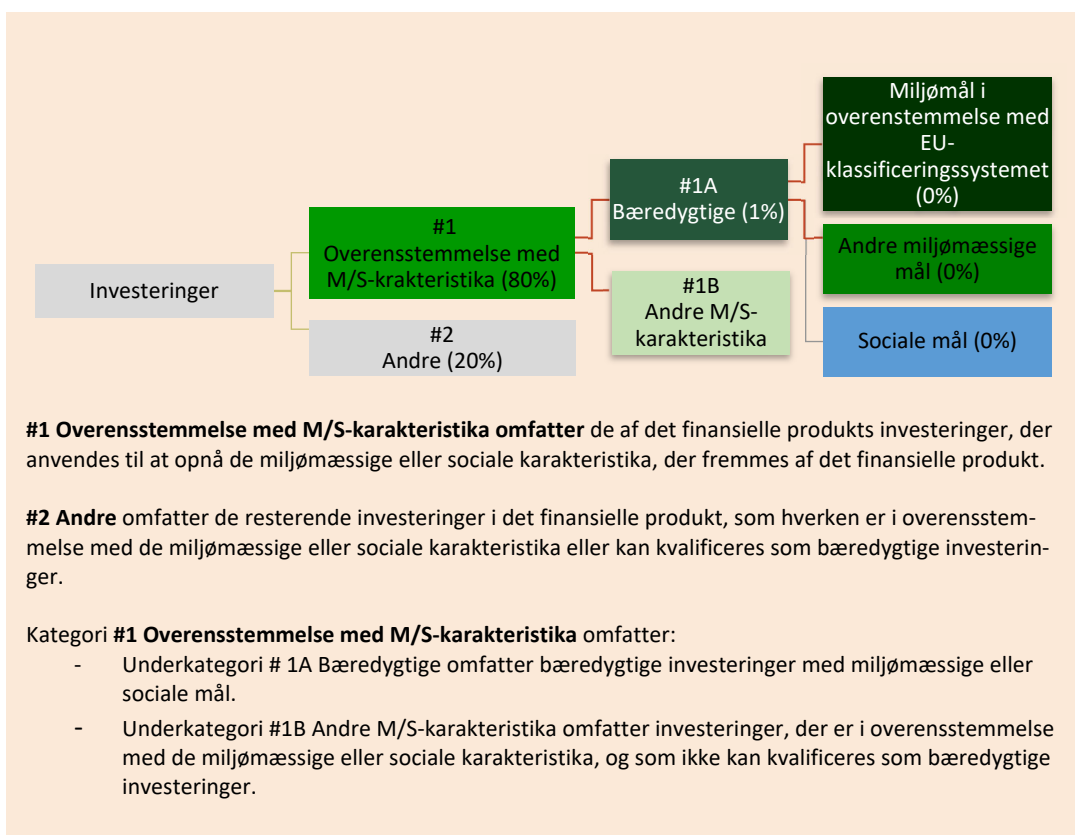 Investeringer
#1
Overensstemmelse med
M/S-krakteristika (80%)
#2
Andre (20%)
#1A
Bæredygtige (1%)
#1B
Andre M/S-
karakteristika
Miljømål i
overenstemmelse med
EU-
klassificeringssystemet
(0%)
Andre miljømæssige
mål (0%)
Sociale mål (0%)
#1 Overensstemmelse med M/S-karakteristika omfatter de af det finansielle produkts investeringer, der
anvendes til at opnå de miljømæssige eller sociale karakteristika, der fremmes af det finansielle produkt.
#2 Andre omfatter de resterende investeringer i det finansielle produkt, som hverken er i overensstem-
melse med de miljømæssige eller sociale karakteristika eller kan kvalificeres som bæredygtige investerin-
ger.
Kategori #1 Overensstemmelse med M/S-karakteristika omfatter:
- Underkategori # 1A Bæredygtige omfatter bæredygtige investeringer med miljømæssige eller
sociale mål.
- Underkategori #1B Andre M/S-karakteristika omfatter investeringer, der er i overensstemmelse
med de miljømæssige eller sociale karakteristika, og som ikke kan kvalificeres som bæredygtige
investeringer.